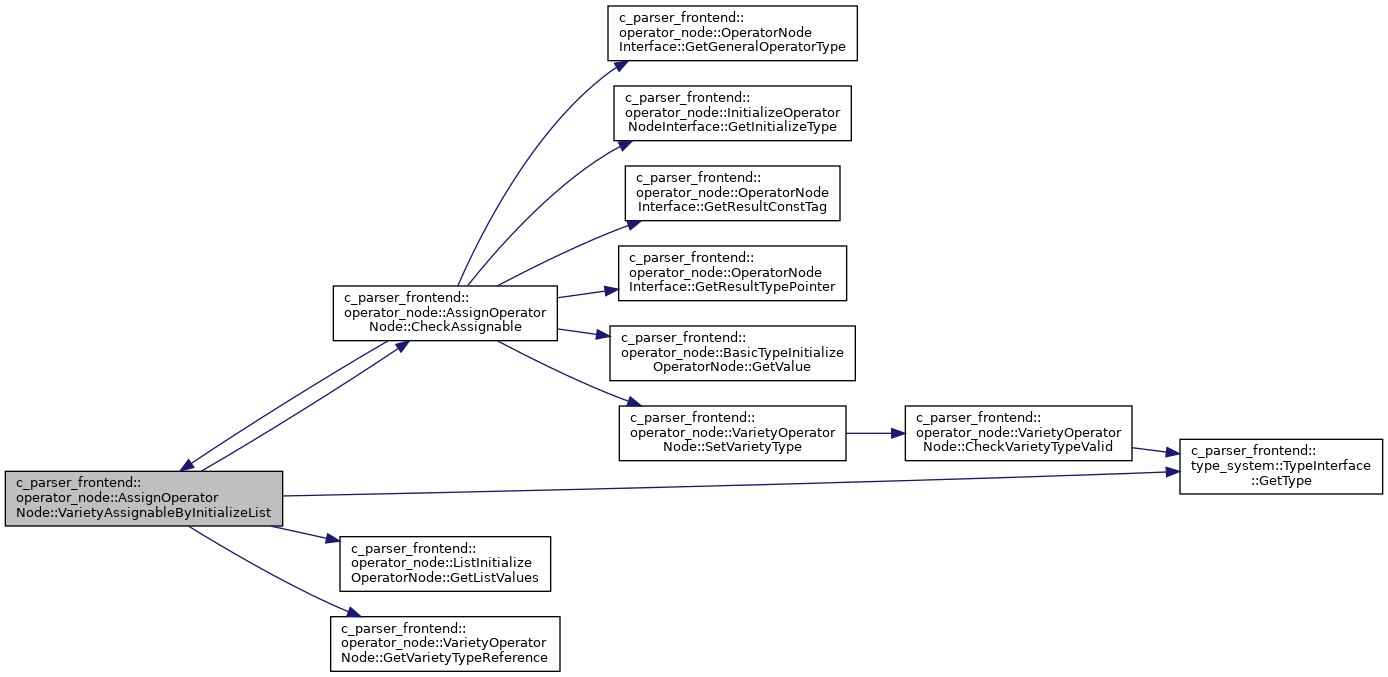 c_parser_frontend::
operator_node::OperatorNode
Interface::GetGeneralOperatorType
c_parser_frontend::
operator_node::InitializeOperator
NodeInterface::GetInitializeType
c_parser_frontend::
operator_node::OperatorNode
Interface::GetResultConstTag
c_parser_frontend::
operator_node::OperatorNode
Interface::GetResultTypePointer
c_parser_frontend::
operator_node::AssignOperator
Node::CheckAssignable
c_parser_frontend::
operator_node::BasicTypeInitialize
OperatorNode::GetValue
c_parser_frontend::
operator_node::VarietyOperator
Node::SetVarietyType
c_parser_frontend::
operator_node::VarietyOperator
Node::CheckVarietyTypeValid
c_parser_frontend::
type_system::TypeInterface
::GetType
c_parser_frontend::
operator_node::AssignOperator
Node::VarietyAssignableByInitializeList
c_parser_frontend::
operator_node::ListInitialize
OperatorNode::GetListValues
c_parser_frontend::
operator_node::VarietyOperator
Node::GetVarietyTypeReference